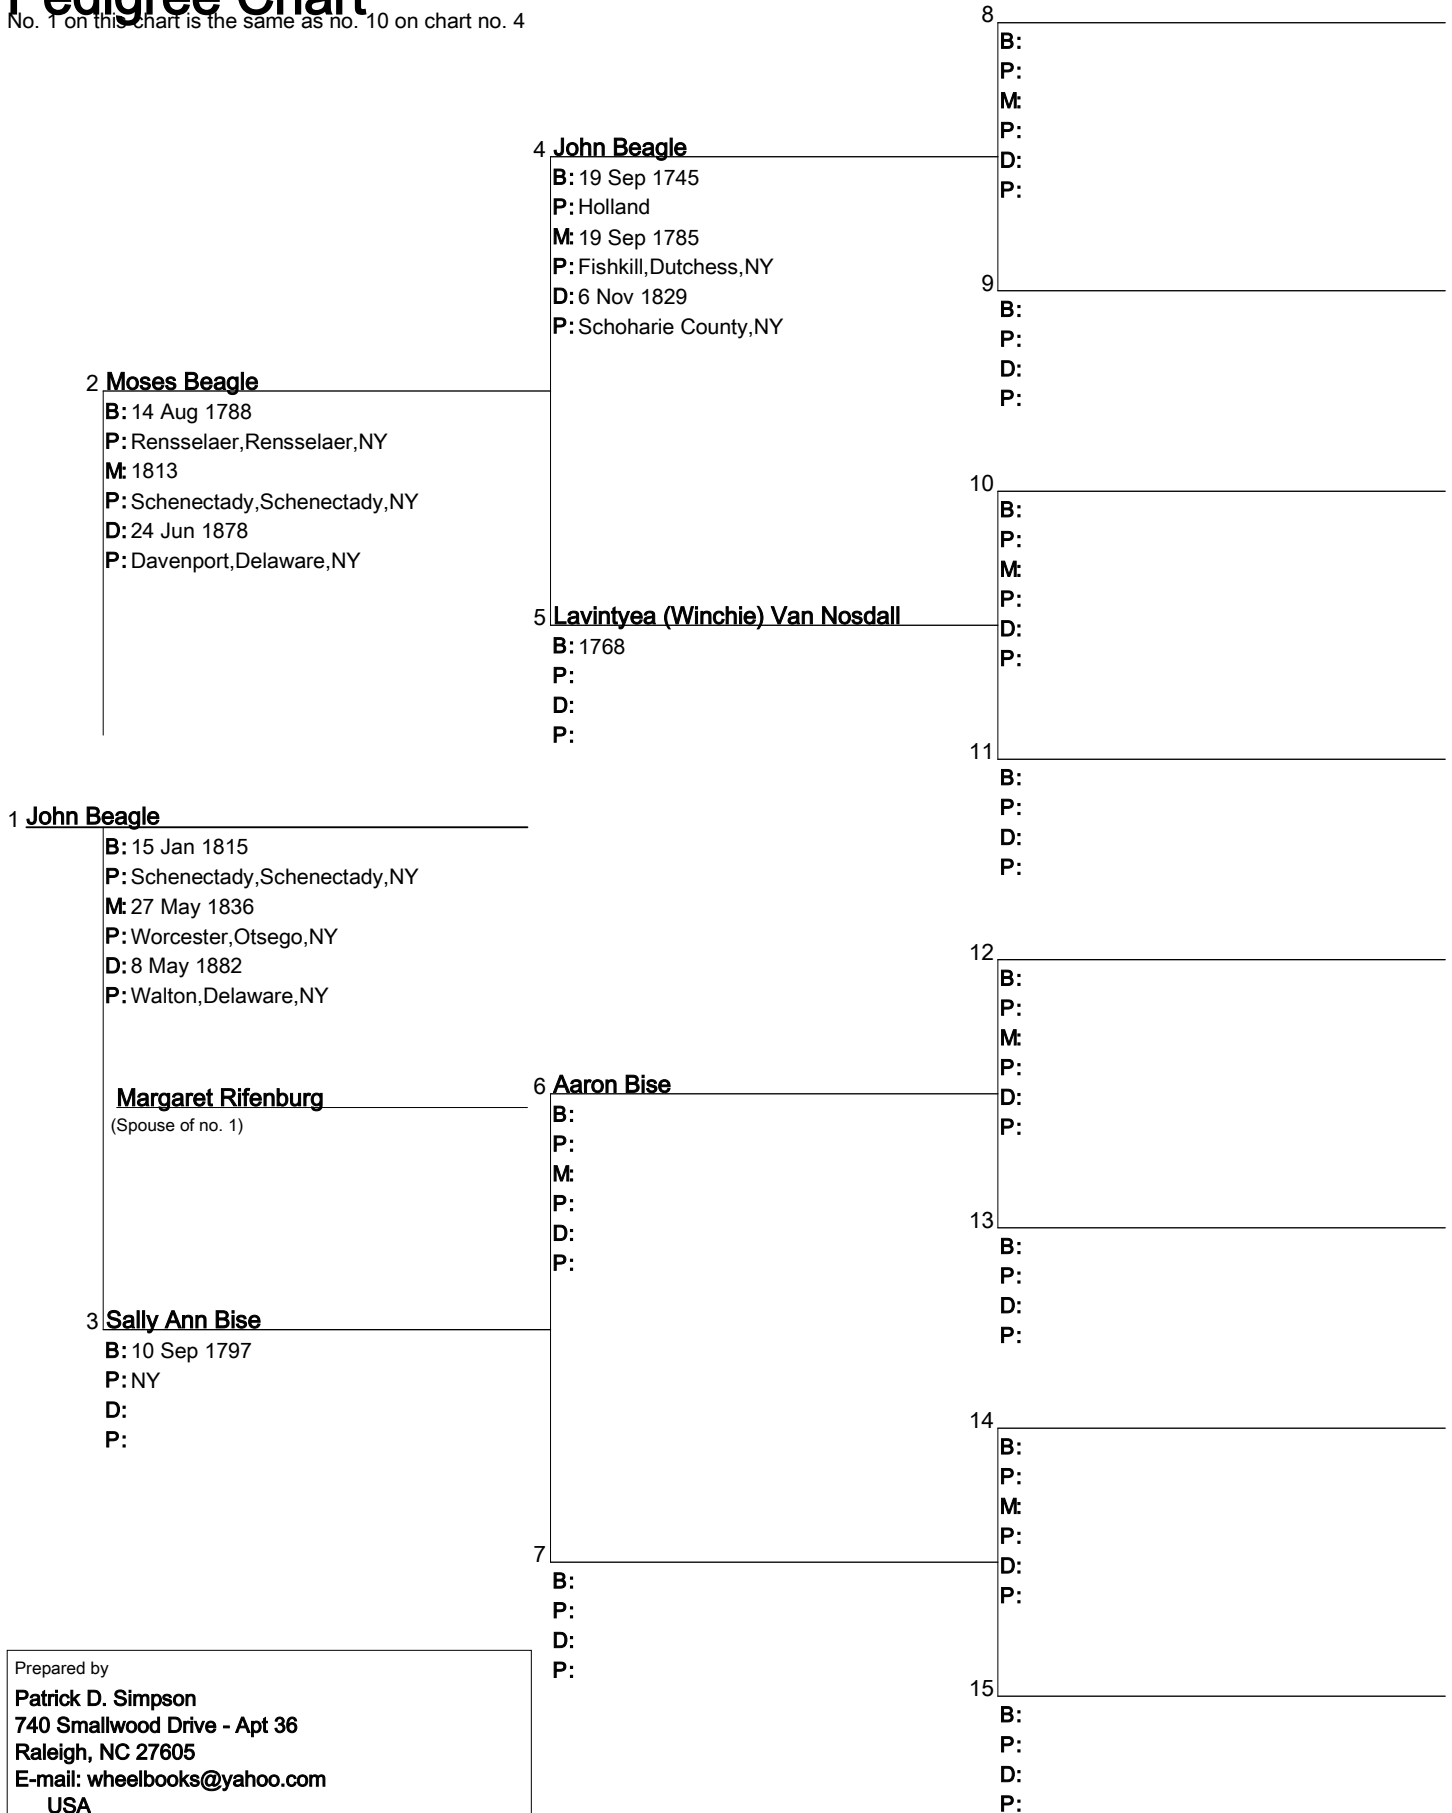 Pedigree Chart
No. 1 on this chart is the same as no. 10 on chart no. 4
8
B:
P:
M:
P:
D:
P:
4 John Beagle
B: 19 Sep 1745
P: Holland
M: 19 Sep 1785
P: Fishkill,Dutchess,NY
D: 6 Nov 1829
P: Schoharie County,NY
9
B:
P:
D:
P:
2 Moses Beagle
B: 14 Aug 1788
P: Rensselaer,Rensselaer,NY
M: 1813
P: Schenectady,Schenectady,NY
D: 24 Jun 1878
P: Davenport,Delaware,NY
10
B:
P:
M:
P:
D:
P:
5 Lavintyea (Winchie) Van Nosdall
B: 1768
P:
D:
P:
11
B:
P:
D:
P:
1 John Beagle
B: 15 Jan 1815
P: Schenectady,Schenectady,NY
M: 27 May 1836
P: Worcester,Otsego,NY
D: 8 May 1882
P: Walton,Delaware,NY
Margaret Rifenburg
(Spouse of no. 1)
12
B:
P:
M:
P:
D:
P:
6 Aaron Bise
B:
P:
M:
P:
D:
P:
13
B:
P:
D:
P:
3 Sally Ann Bise
B: 10 Sep 1797
P: NY
D:
P:
14
B:
P:
M:
P:
D:
P:
7
B:
P:
D:
P:
15
B:
P:
D:
P:
Prepared by
Patrick D. Simpson
740 Smallwood Drive - Apt 36
Raleigh, NC 27605
E-mail: wheelbooks@yahoo.com
USA